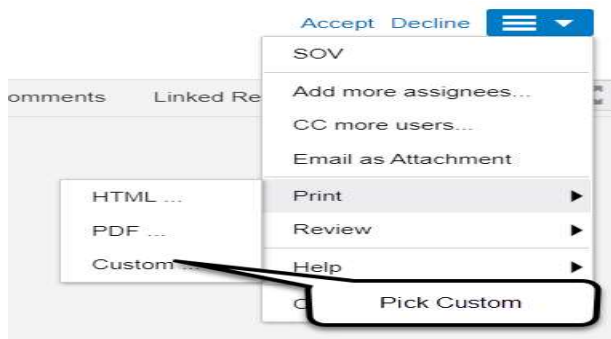 Accept Decline
SOV
omments Linked Re
Add more assignees...
CC more users...
Email as Attachment
Print
Review
Help
HTML ...
PDF ...
Custom ...
Pick Custom